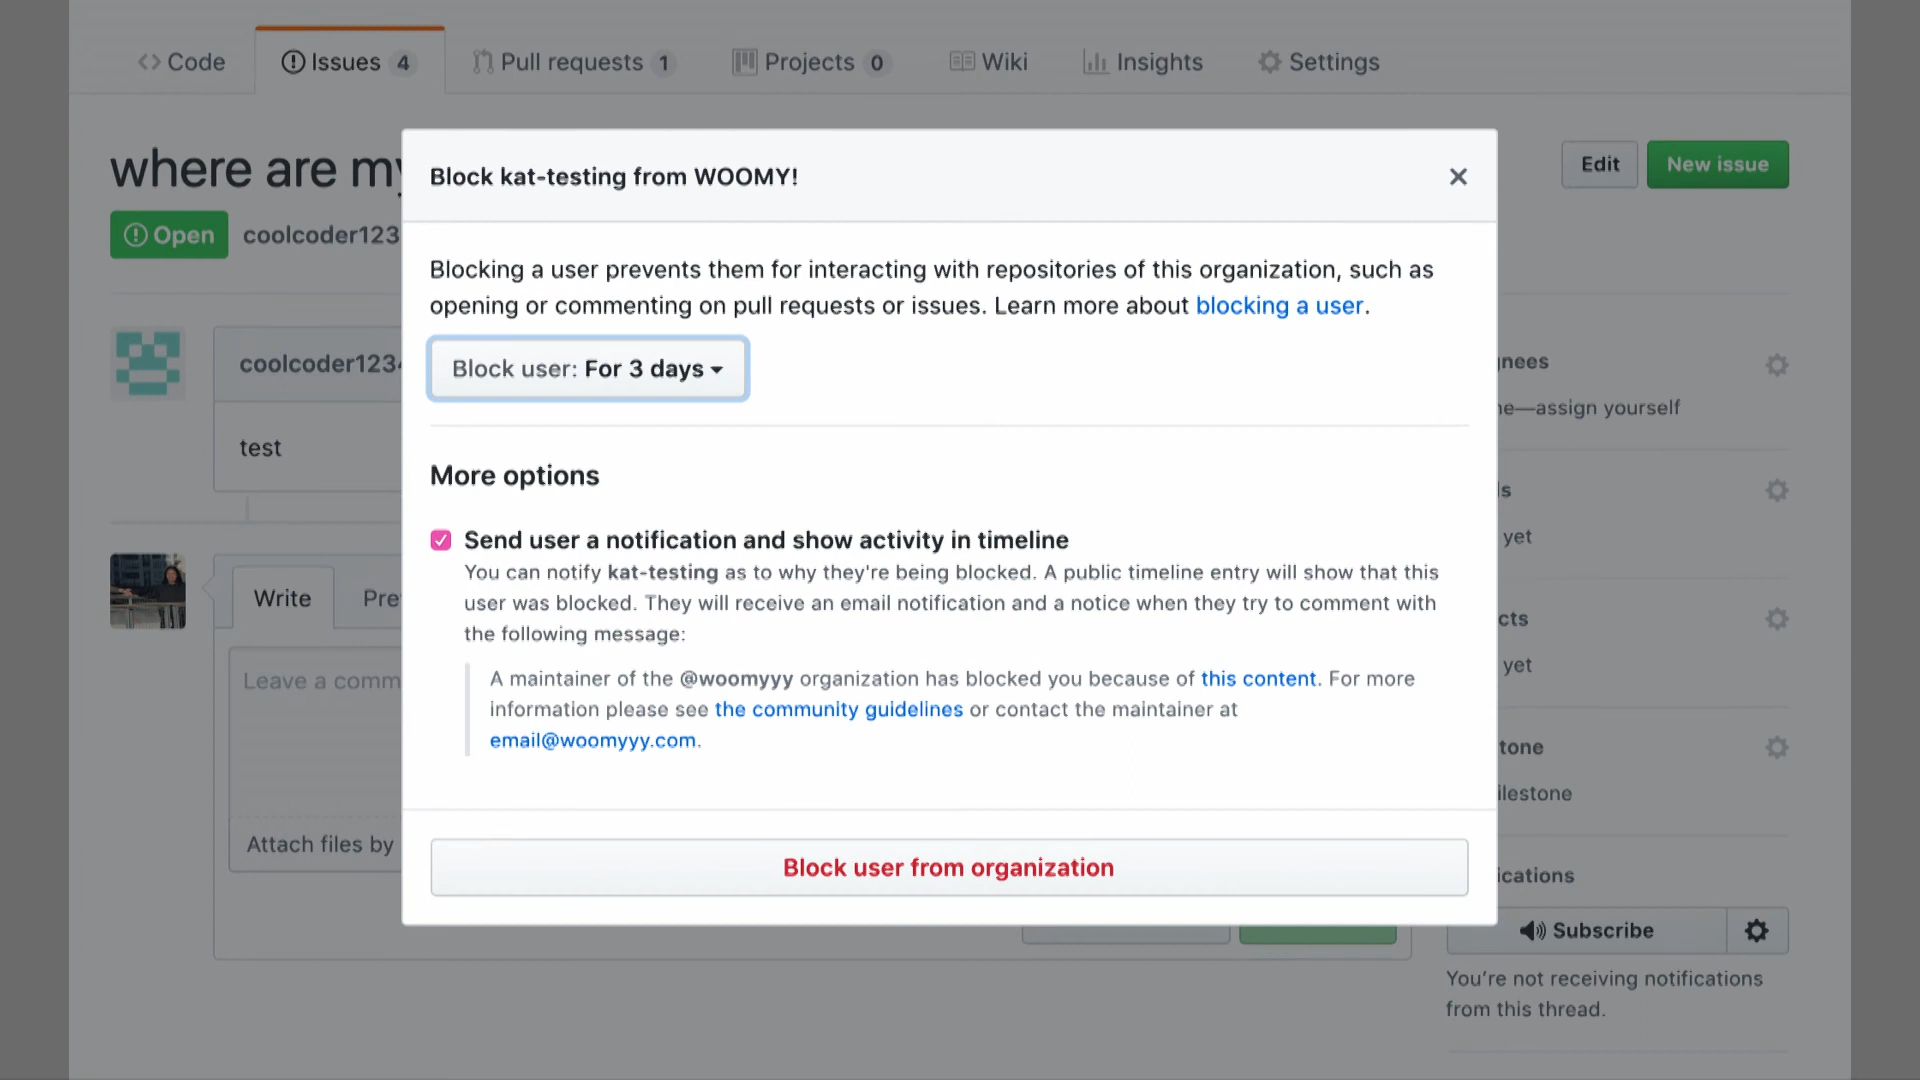 Code
Issues 4
Pull requests 1
Projects 0
Wiki
Insights
Settings
where are my
Edit
New issue
Open
coolcoder123
Block kat-testing from WOOMY!
Blocking a user prevents them for interacting with repositories of this organization, such as
opening or commenting on pull requests or issues. Learn more about blocking a user.
Block user: For 3 days
More options
Send user a notification and show activity in timeline
You can notify kat-testing as to why they're being blocked. A public timeline entry will show that this
user was blocked. They will receive an email notification and a notice when they try to comment with
the following message:
A maintainer of the @woomyyy organization has blocked you because of this content. For more
information please see the community guidelines or contact the maintainer at
email@woomyyy.com.
Block user from organization
coolcoder123
test
Write
Pre
Leave a comm
Attach files by
nees
ne—assign yourself
ls
yet
cts
yet
tone
ilestone
ications
Subscribe
You're not receiving notifications
from this thread.